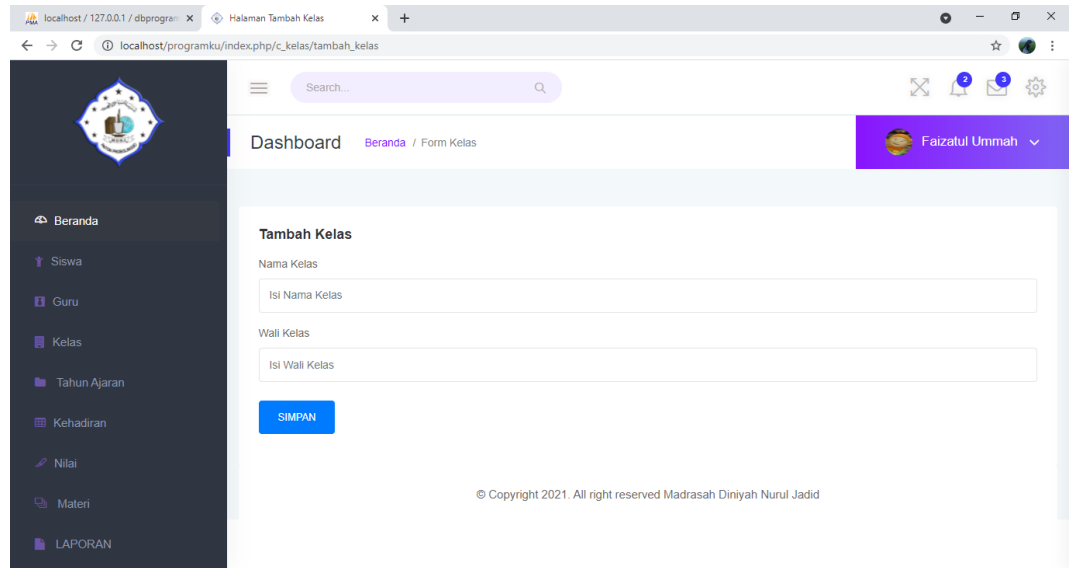 localhost / 127.0.0.1 / dbprogram
Halaman Tambah Kelas
localhost/programku/index.php/c_kelas/tambah_kelas
Search...
2
3
Dashboard
Beranda / Form Kelas
Faizatul Ummah
Beranda
Siswa
Guru
Kelas
Tahun Ajaran
Kehadiran
Nilai
Materi
LAPORAN
Tambah Kelas
Nama Kelas
Isi Nama Kelas
Wali Kelas
Isi Wali Kelas
SIMPAN
© Copyright 2021. All right reserved Madrasah Diniyah Nurul Jadid